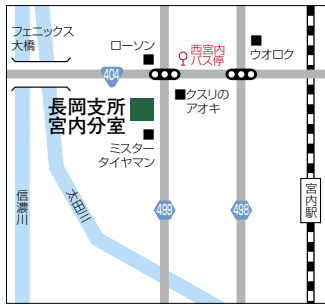 フェニックス
大橋
ローソン
西宮内
バス停
ウオロク
404
クスリの
アオキ
長岡支所
宮内分室
ミスター
タイヤマン
信濃川
太田川
499
498
宮内駅